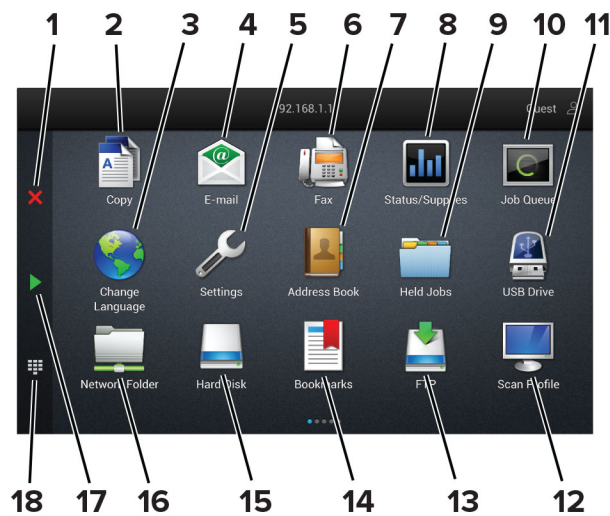 1 2 3 4 5 6 7 8 9 10 11
92.168.1.1
Guest
Copy E-mail Fax Status/Supplies Job Queue
Change
Language
Settings Address Book Held Jobs USB Drive
Network Folder Hard Disk Bookmarks FTP Scan Profile
18 17 16 15 14 13 12